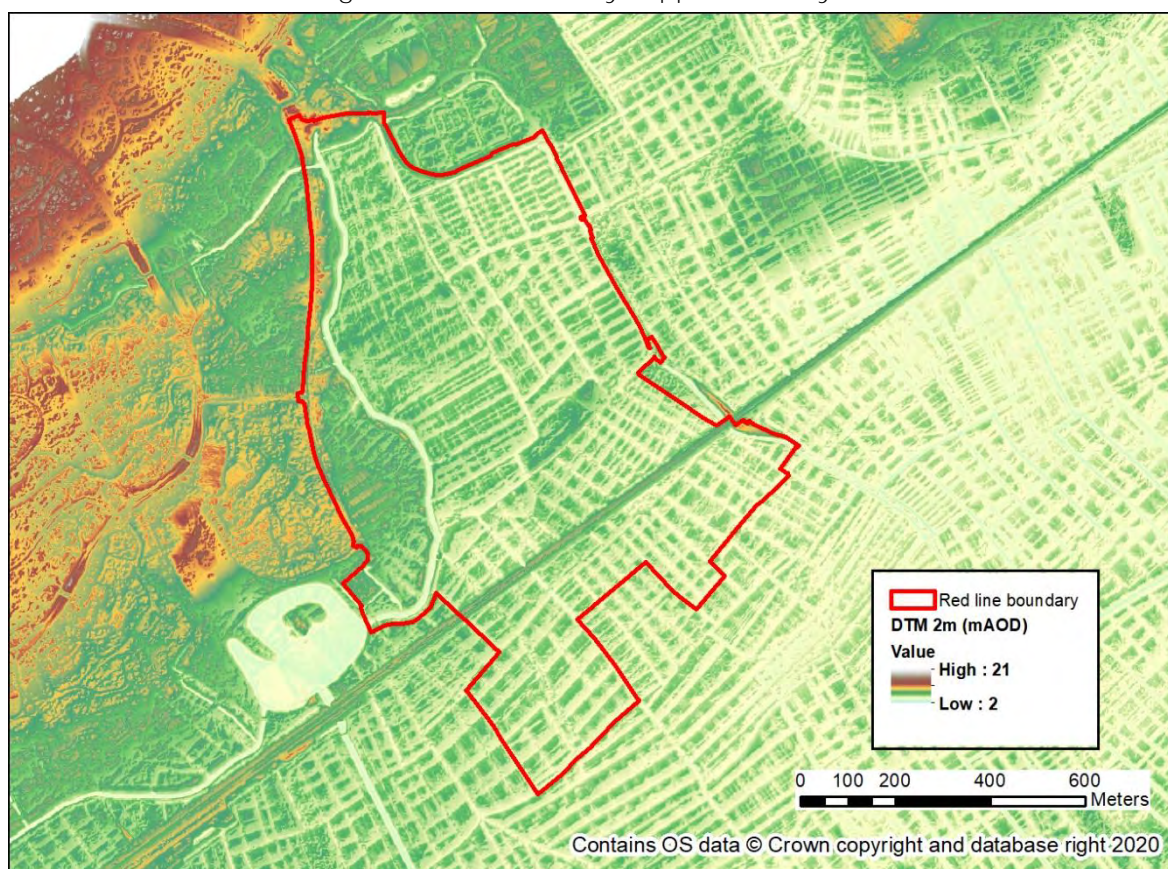 Red line boundary
DTM 2m (mAOD)
Value
High : 21
Low : 2
0 100 200 400 600
Meters
Contains OS data © Crown copyright and database right 2020